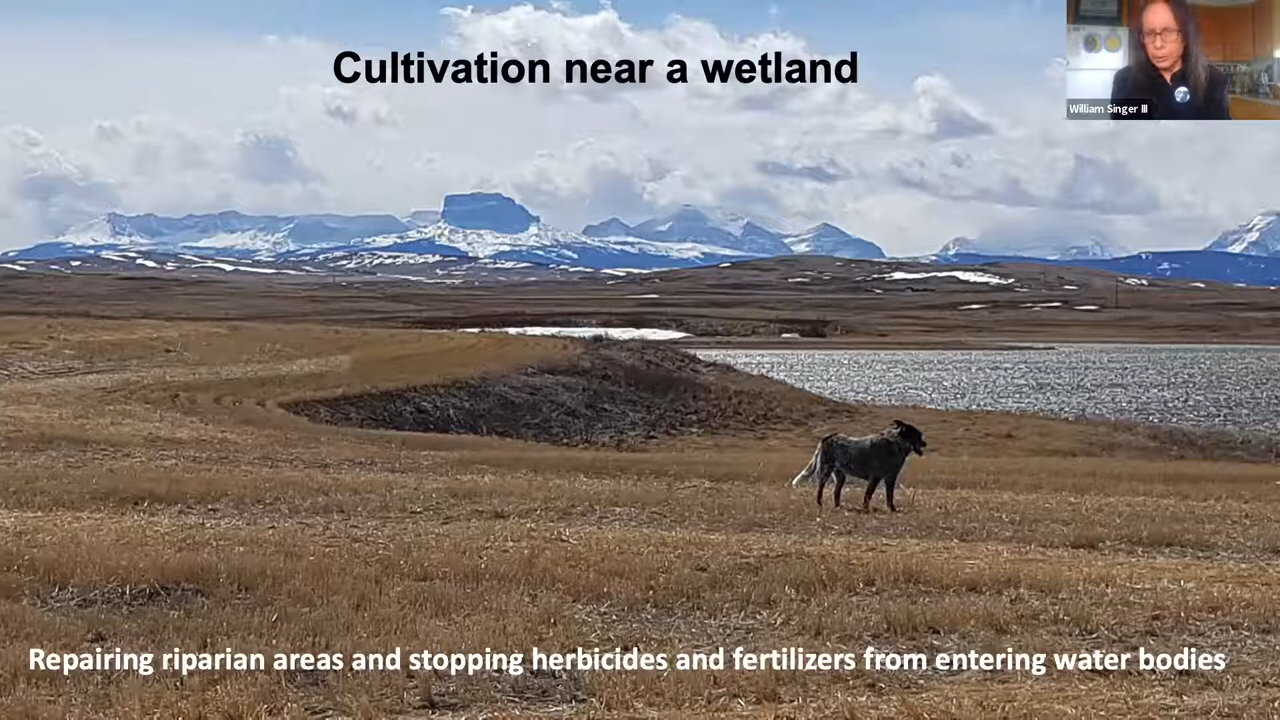 Cultivation near a wetland
William Singer III
Repairing riparian areas and stopping herbicides and fertilizers from entering water bodies